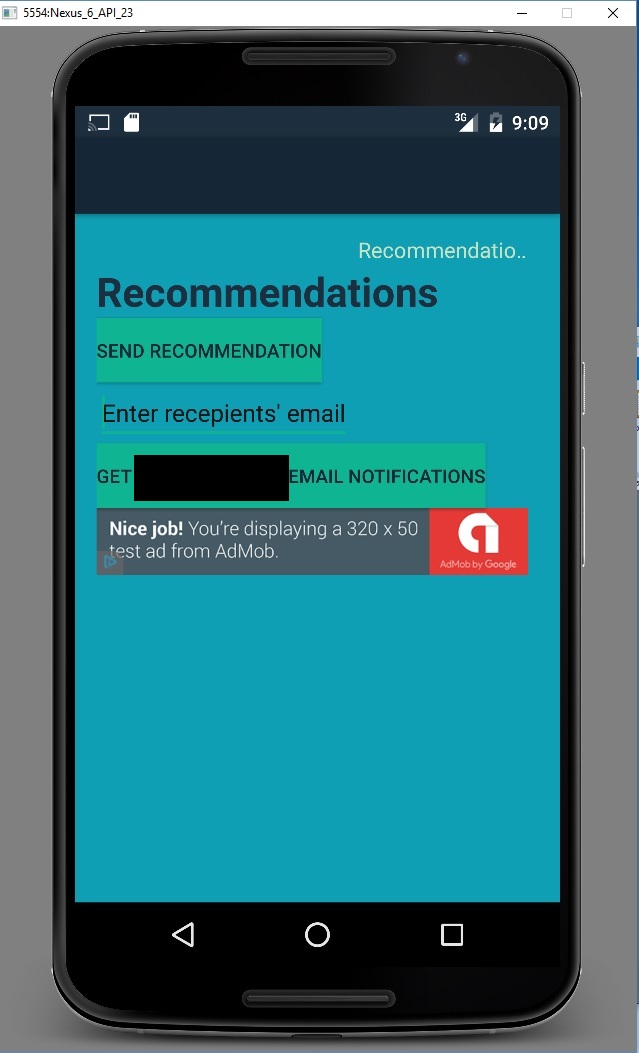 5554:Nexus_6_API_23
3G 9:09
Recommendatio..
Recommendations
SEND RECOMMENDATION
Enter recepients' email
GET EMAIL NOTIFICATIONS
Nice job! You're displaying a 320 x 50
test ad from AdMob.
AdMob by Google